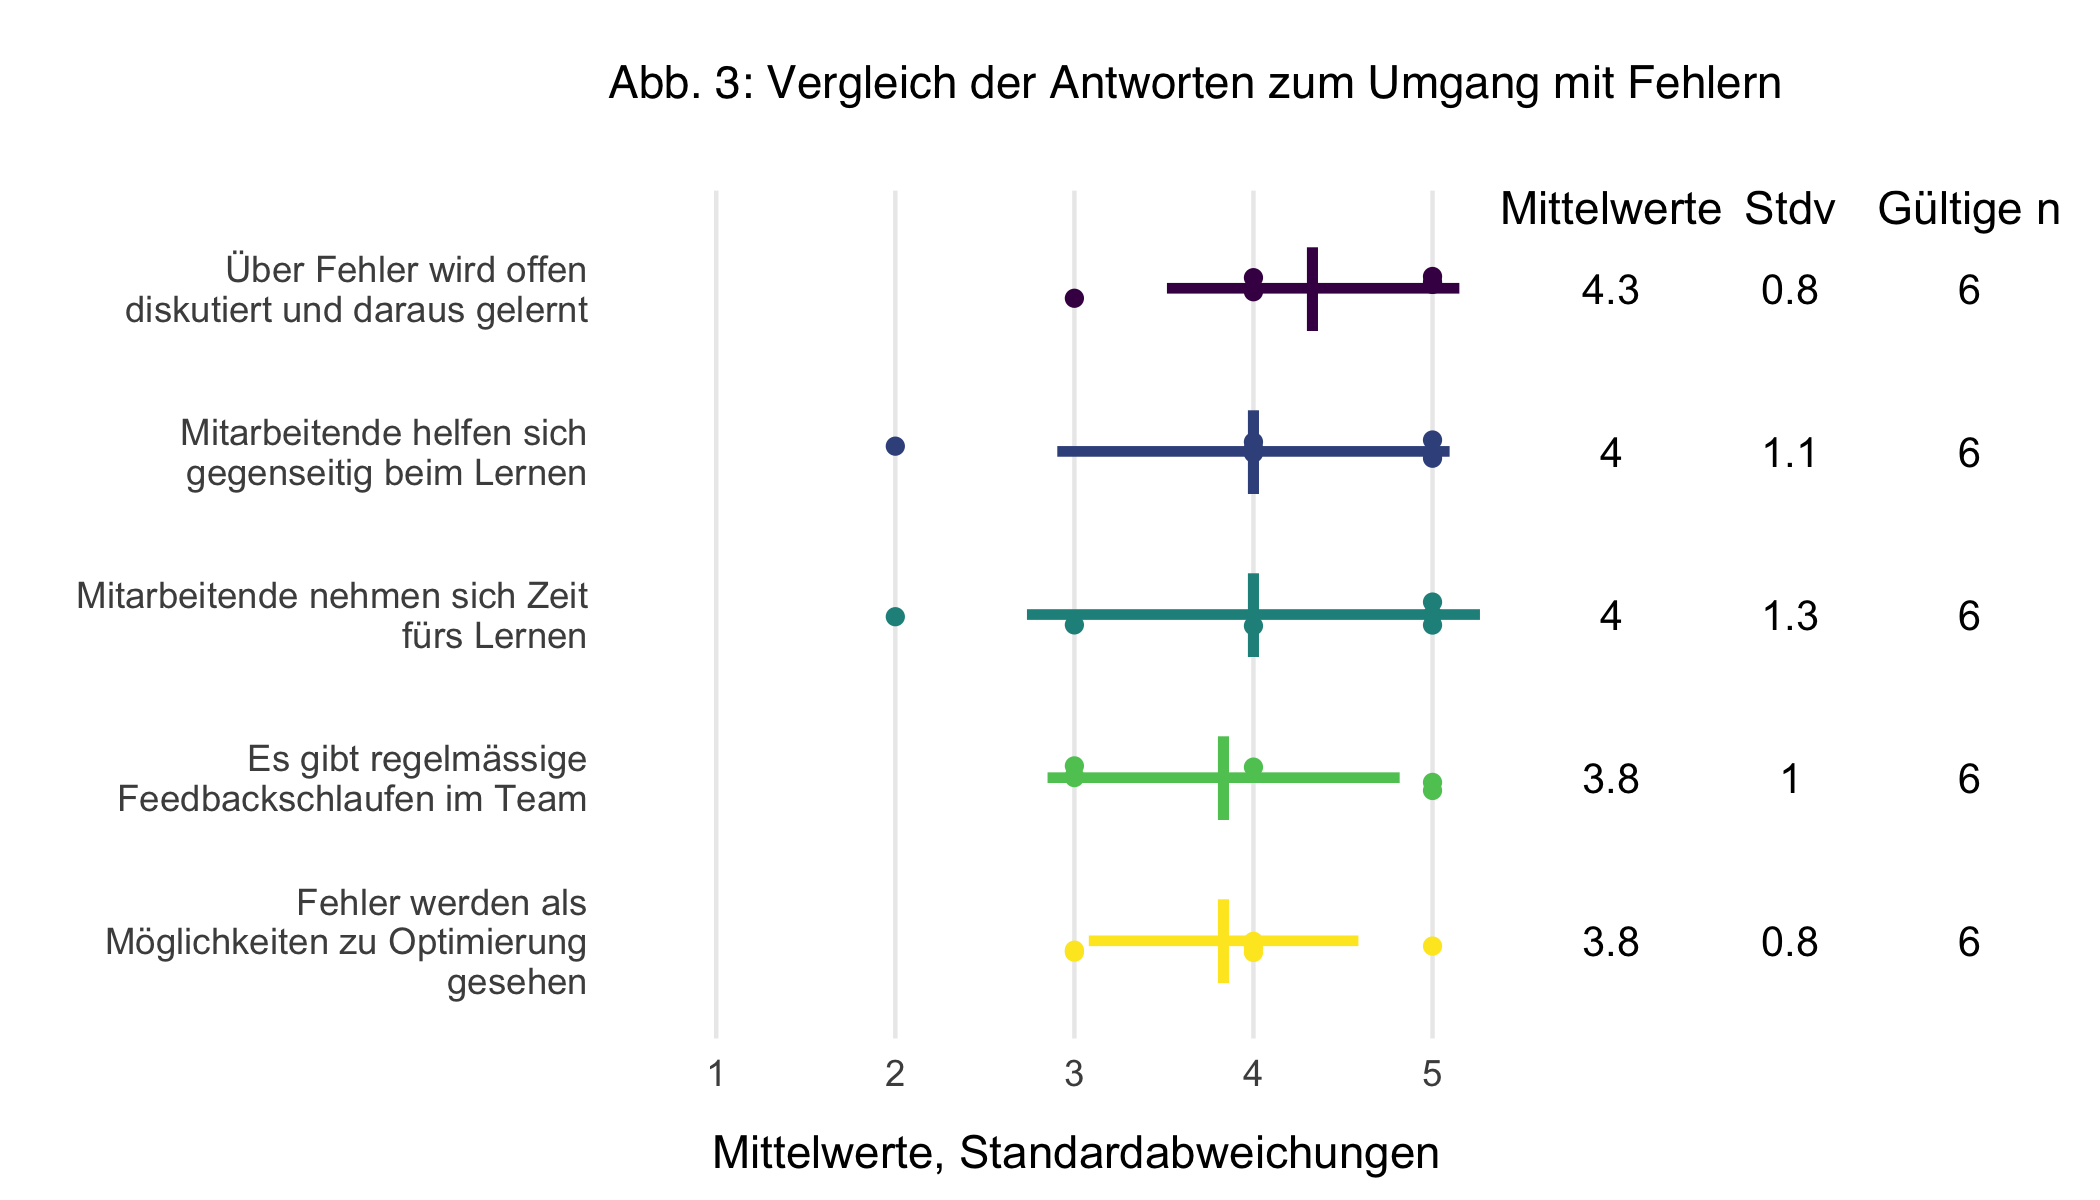 Abb. 3: Vergleich der Antworten zum Umgang mit Fehlern
Mittelwerte Stdv Gültige n
Über Fehler wird offen
diskutiert und daraus gelernt
4.3 0.8 6
Mitarbeitende helfen sich
gegenseitig beim Lernen
4 1.1 6
Mitarbeitende nehmen sich Zeit
fürs Lernen
4 1.3 6
Es gibt regelmässige
Feedbackschlaufen im Team
3.8 1 6
Fehler werden als
Möglichkeiten zu Optimierung
gesehen
3.8 0.8 6
1 2 3 4 5
Mittelwerte, Standardabweichungen